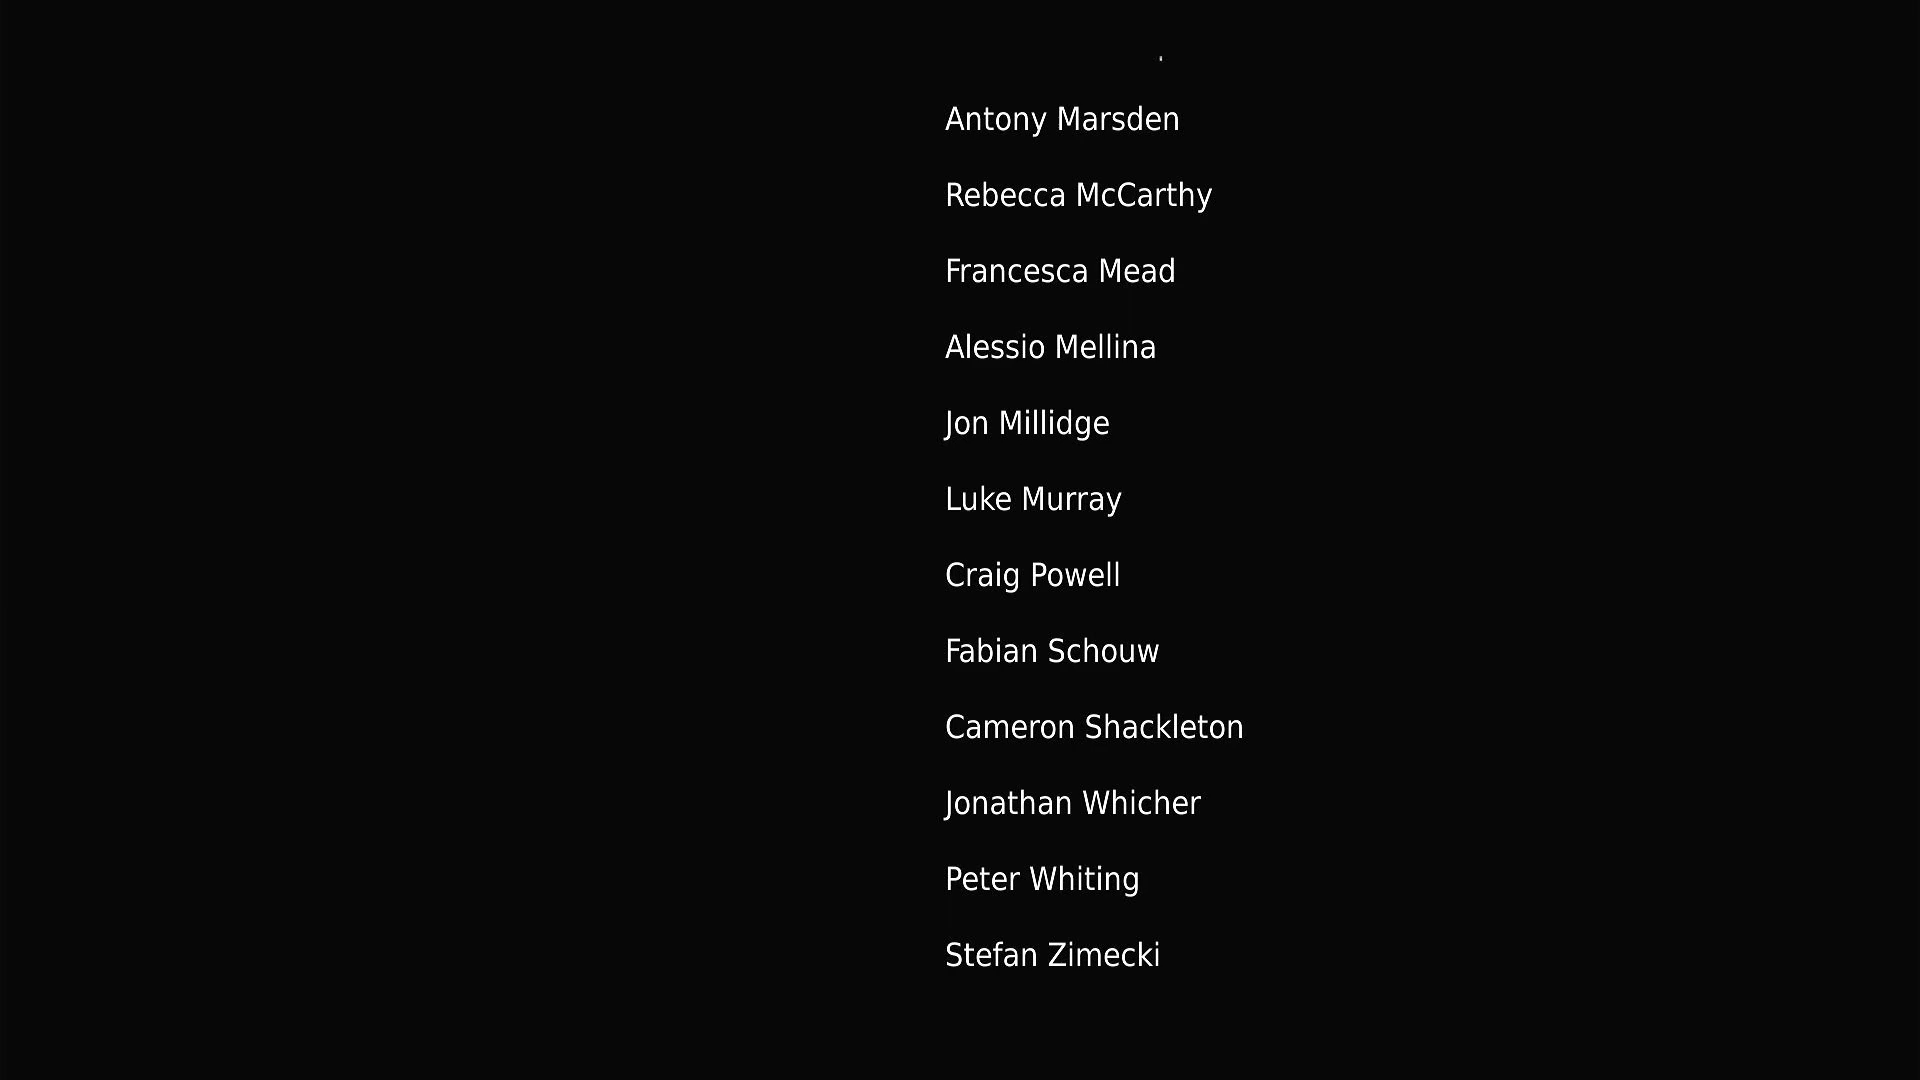 Antony Marsden
Rebecca McCarthy
Francesca Mead
Alessio Mellina
Jon Millidge
Luke Murray
Craig Powell
Fabian Schouw
Cameron Shackleton
Jonathan Whicher
Peter Whiting
Stefan Zimecki